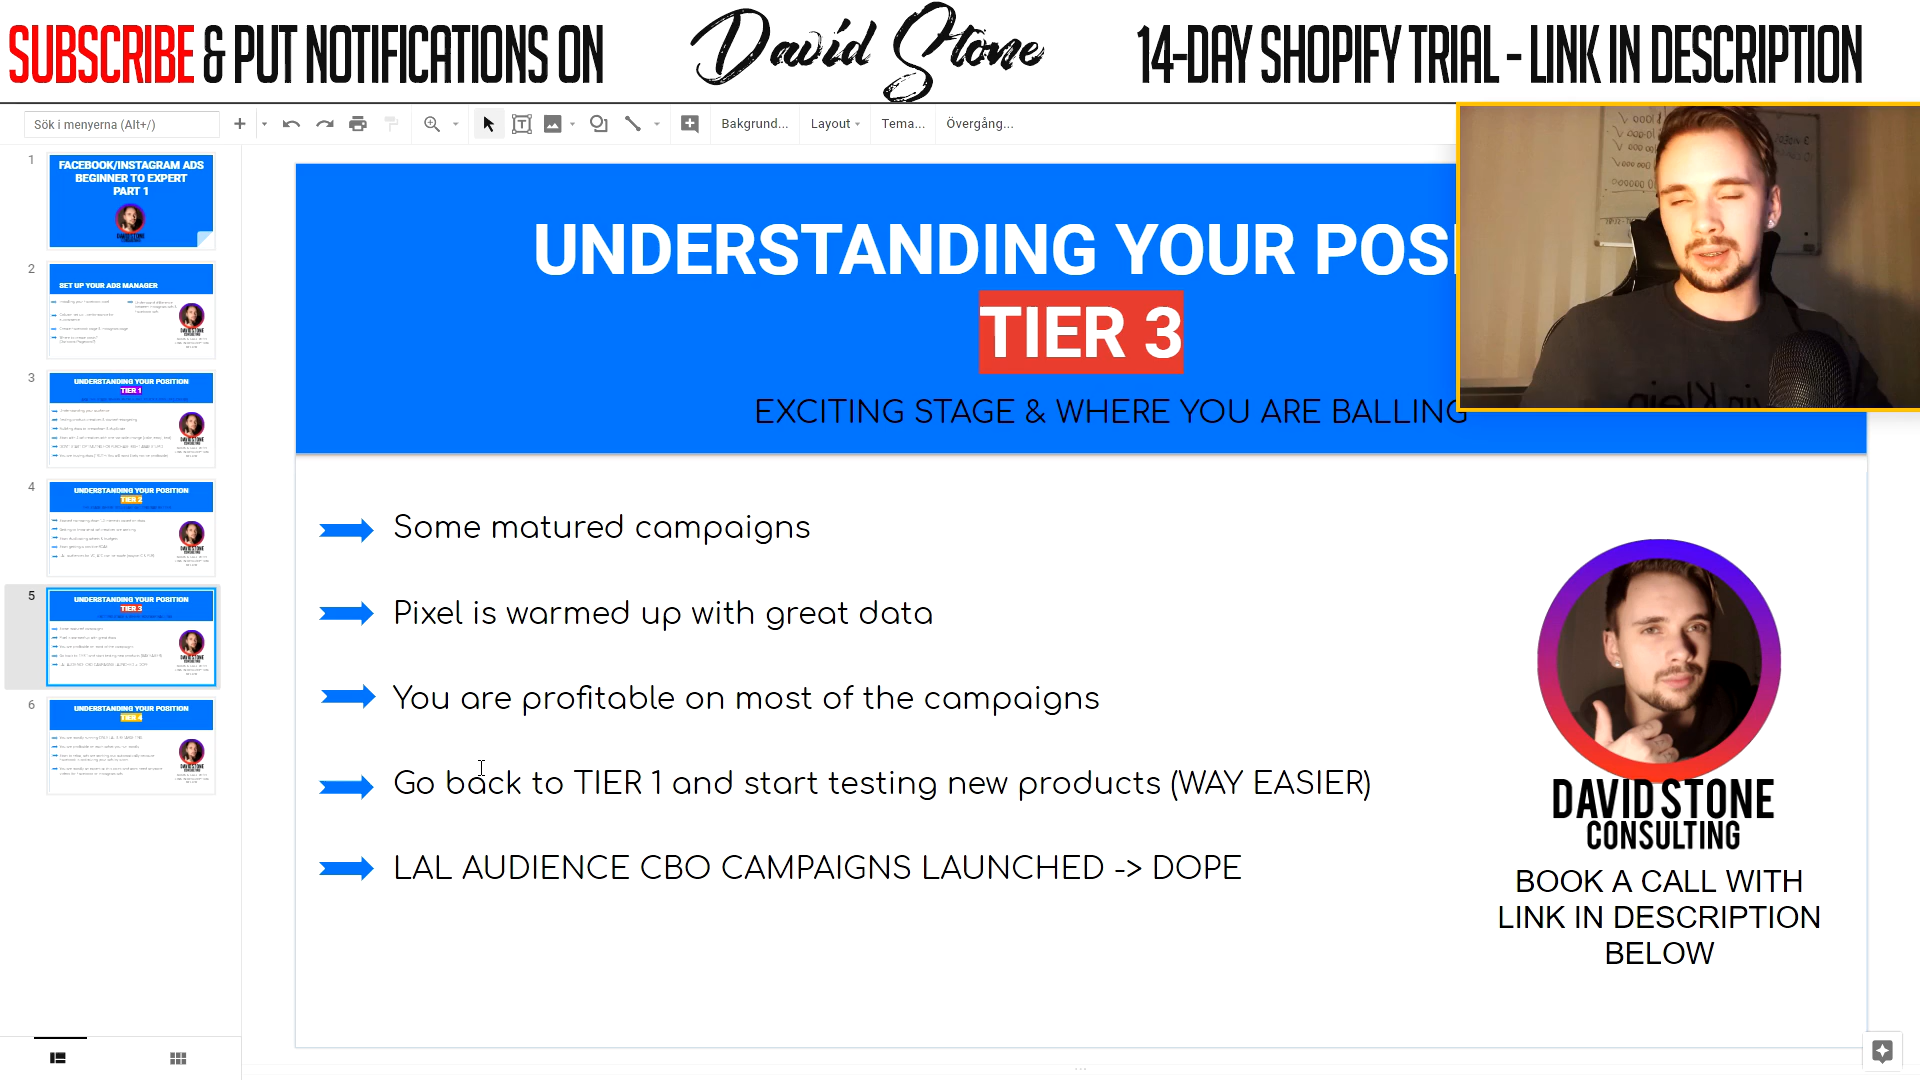 SUBSCRIBE & PUT NOTIFICATIONS ON
David Stone
14-DAY SHOPIFY TRIAL - LINK IN DESCRIPTION
Sök i menyerna (Alt+/)
Bakgrund...
Layout
Tema...
Övergång...
1
FACEBOOK/INSTAGRAM ADS
BEGINNER TO EXPERT
PART 1
2
SET UP YOUR ADS MANAGER
3
UNDERSTANDING YOUR POSITION
TIER 1
4
UNDERSTANDING YOUR POSITION
TIER 2
5
UNDERSTANDING YOUR POSITION
TIER 3
6
UNDERSTANDING YOUR POSITION
TIER 4
UNDERSTANDING YOUR POSI
TIER 3
EXCITING STAGE & WHERE YOU ARE BALLING
Some matured campaigns
Pixel is warmed up with great data
You are profitable on most of the campaigns
Go back to TIER 1 and start testing new products (WAY EASIER)
LAL AUDIENCE CBO CAMPAIGNS LAUNCHED -> DOPE
DAVID STONE
CONSULTING
BOOK A CALL WITH
LINK IN DESCRIPTION
BELOW